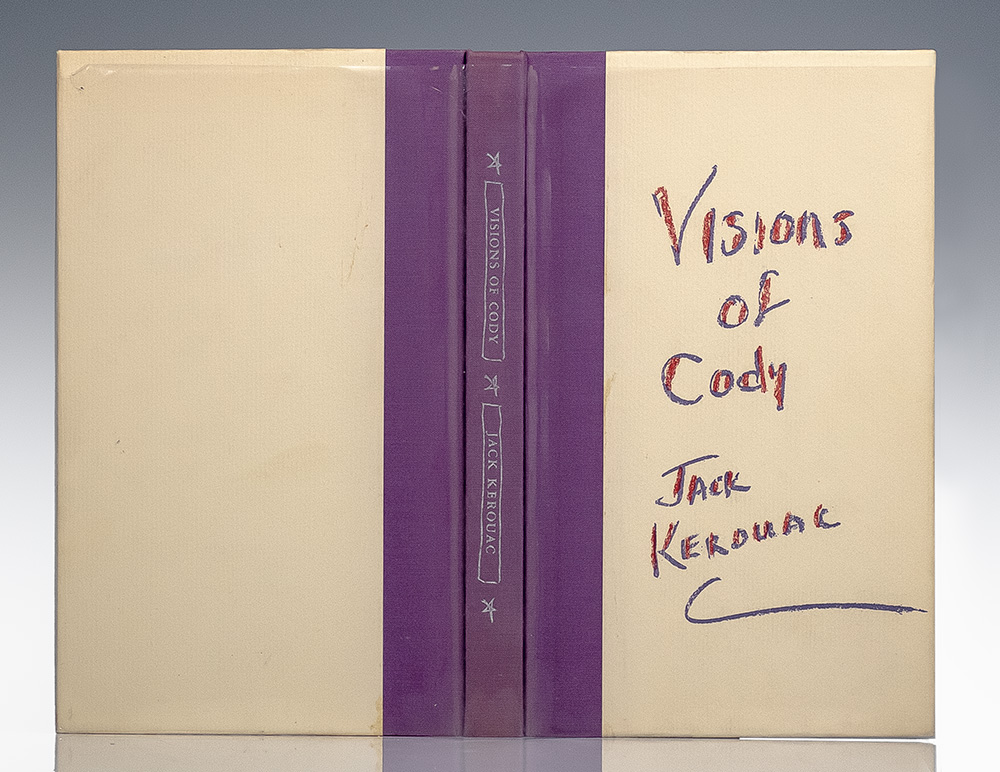 VISIONS OF CODY
JACK KEROUAC
Visions
of
Cody
Jack
Kerouac